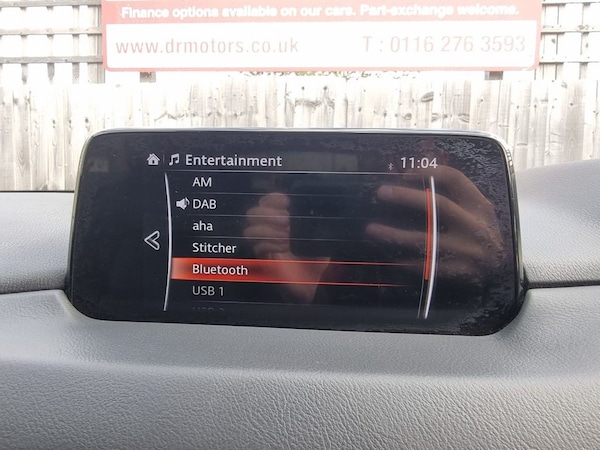 Finance options available on our cars. Part-exchange welcome.
www.drmotors.co.uk T : 0116 276 3593
Entertainment 11:04
AM
DAB
aha
Stitcher
Bluetooth
USB 1